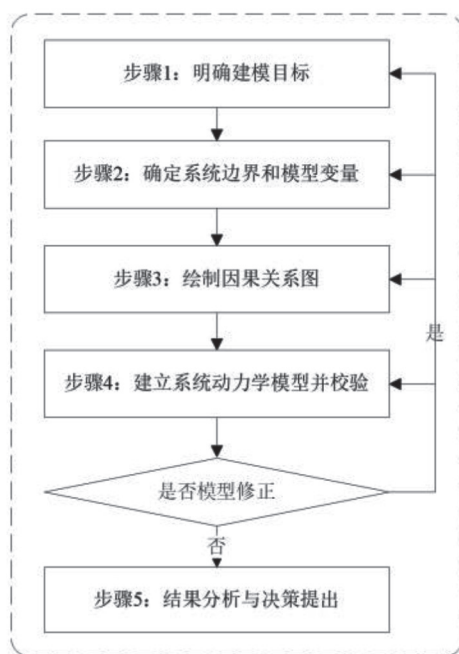 步骤1：明确建模目标
步骤2：确定系统边界和模型变量
步骤3：绘制因果关系图
是
步骤4：建立系统动力学模型并校验
是否模型修正
否
步骤5：结果分析与决策提出